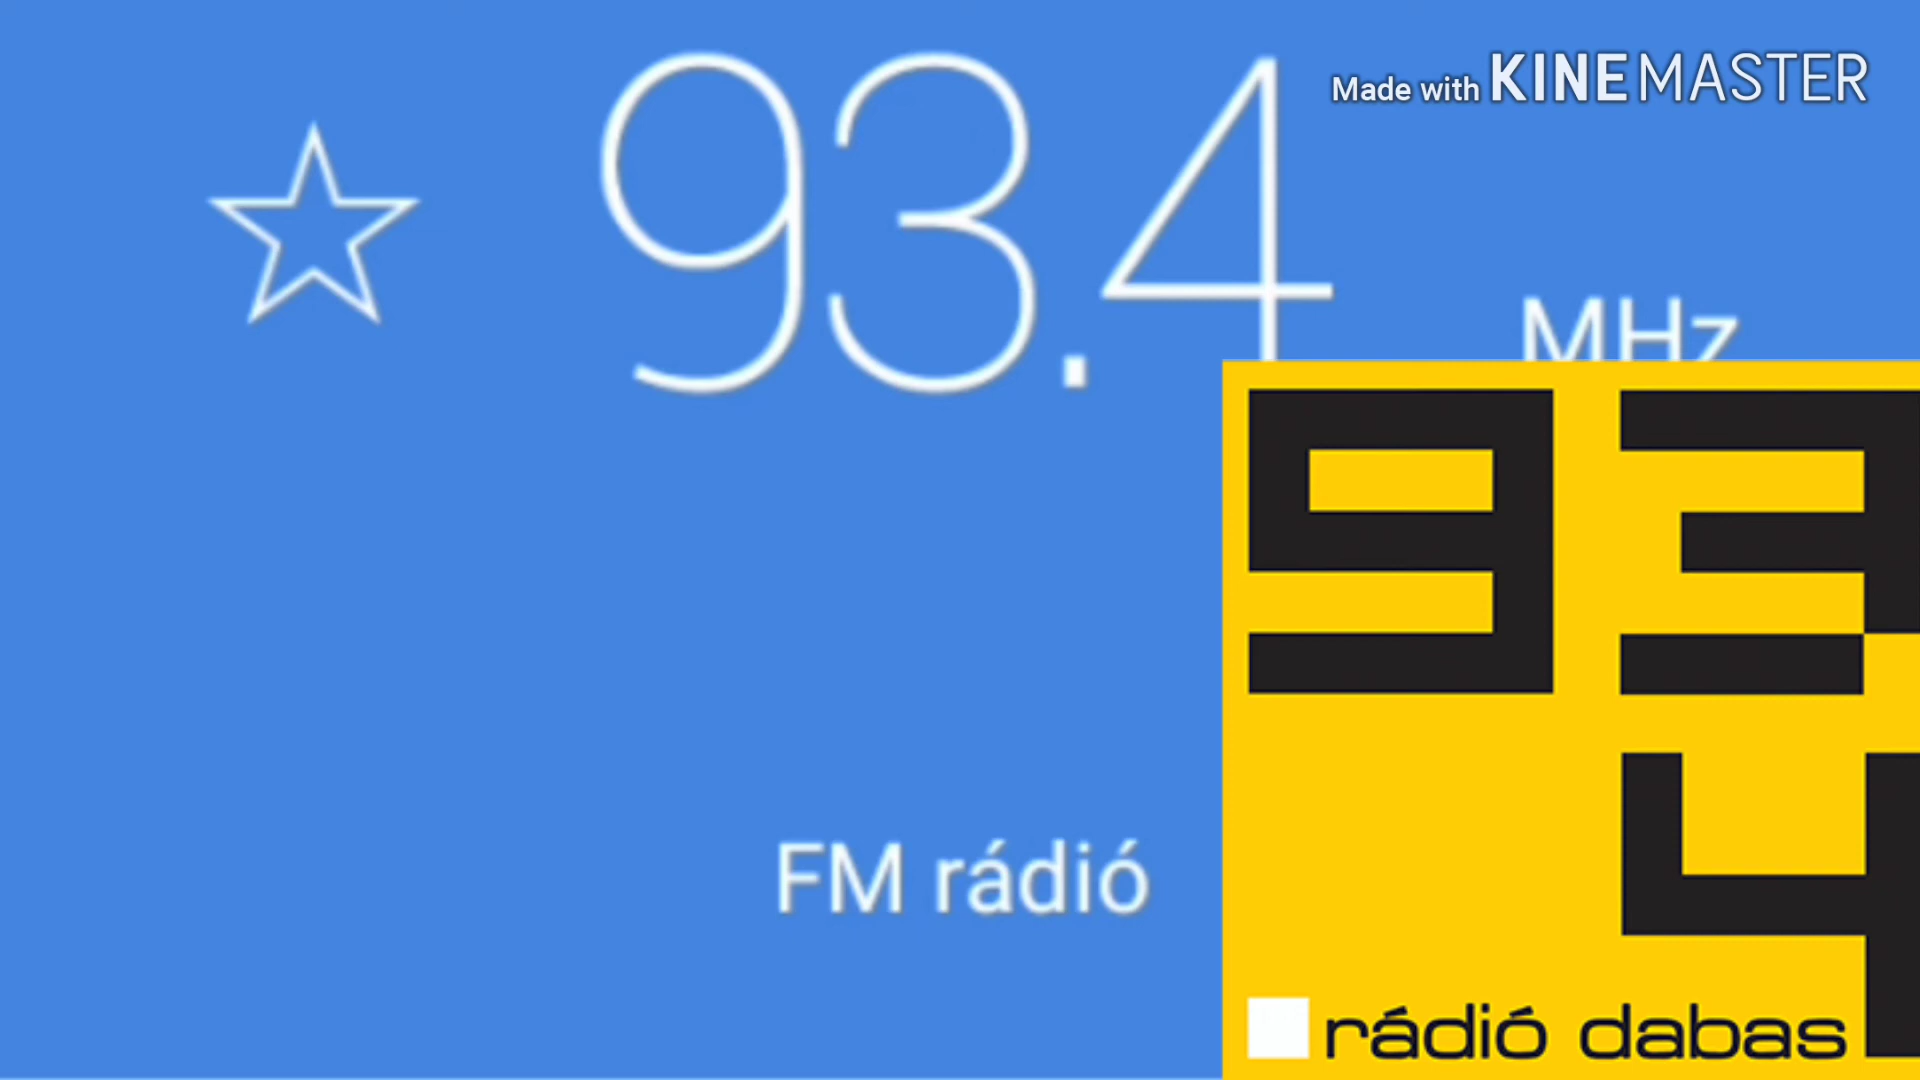 Made with KINEMASTER
93.4 MHz
FM rádió
93
4
rádió dabas